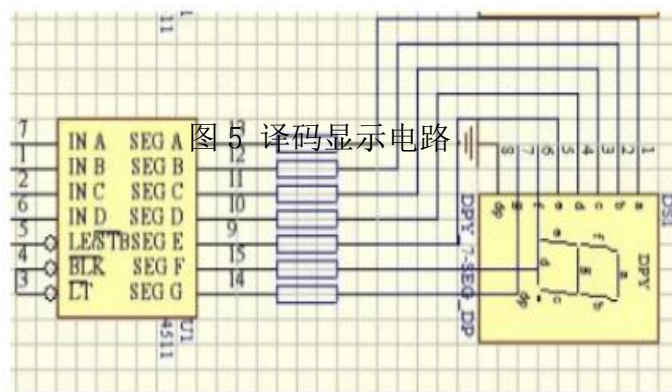 图 5 译码显示电路
7 IN A SEG A 13
1 IN B SEG B 12
2 IN C SEG C 11
6 IN D SEG D 10
5 LE/STB SEG E 9
4 BLK SEG F 15
3 LT SEG G 14
U1
4511
8 7 6 5 4 3 2 1
dp g f e d c b a
DS1
DPY
a
f b
g
e c
d
dp
DPY_7-SEG_DP